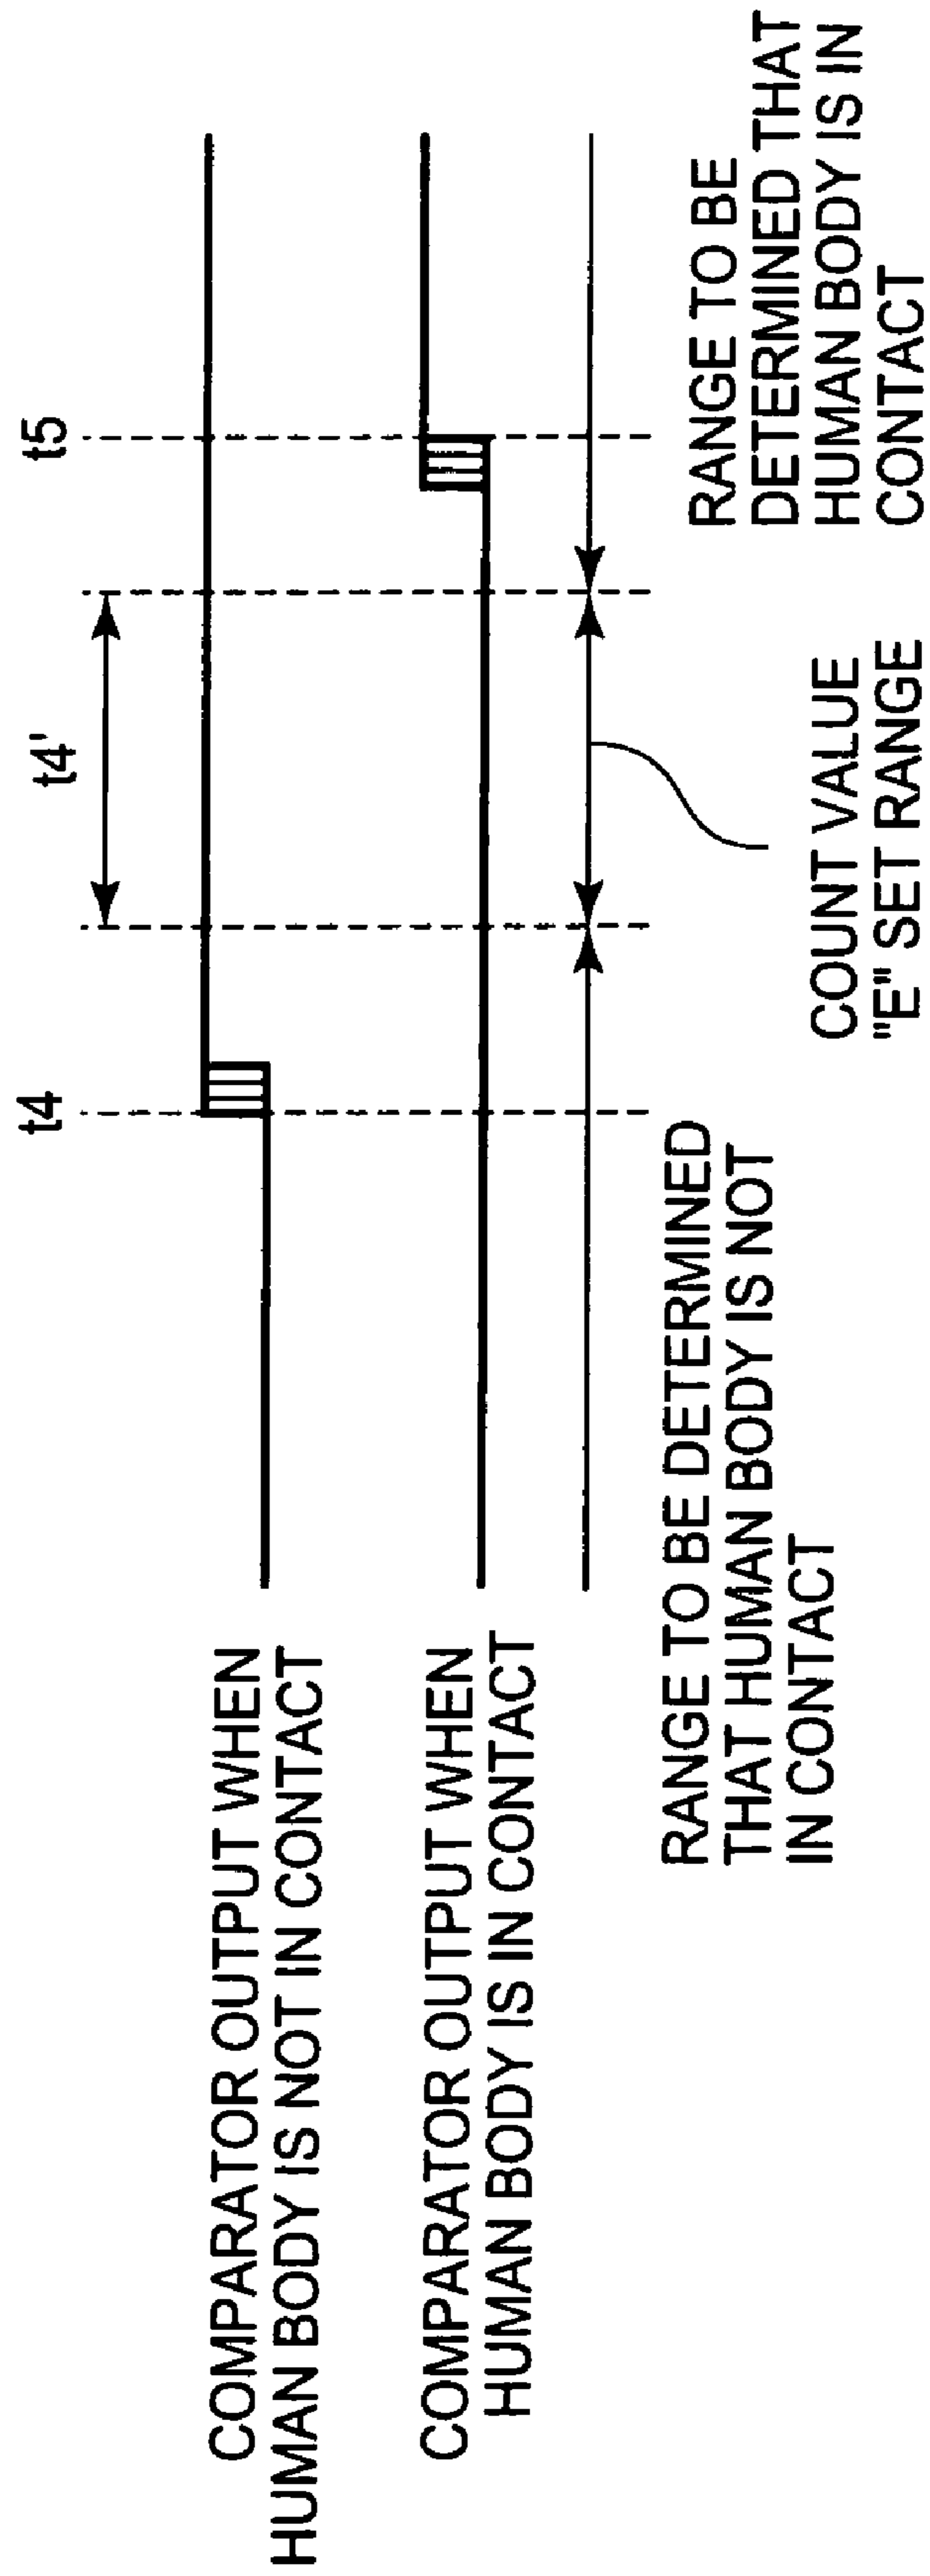 t4
t4'
t5
COMPARATOR OUTPUT WHEN
HUMAN BODY IS NOT IN CONTACT
COMPARATOR OUTPUT WHEN
HUMAN BODY IS IN CONTACT
RANGE TO BE DETERMINED
THAT HUMAN BODY IS NOT
IN CONTACT
COUNT VALUE
"E" SET RANGE
RANGE TO BE
DETERMINED THAT
HUMAN BODY IS IN
CONTACT